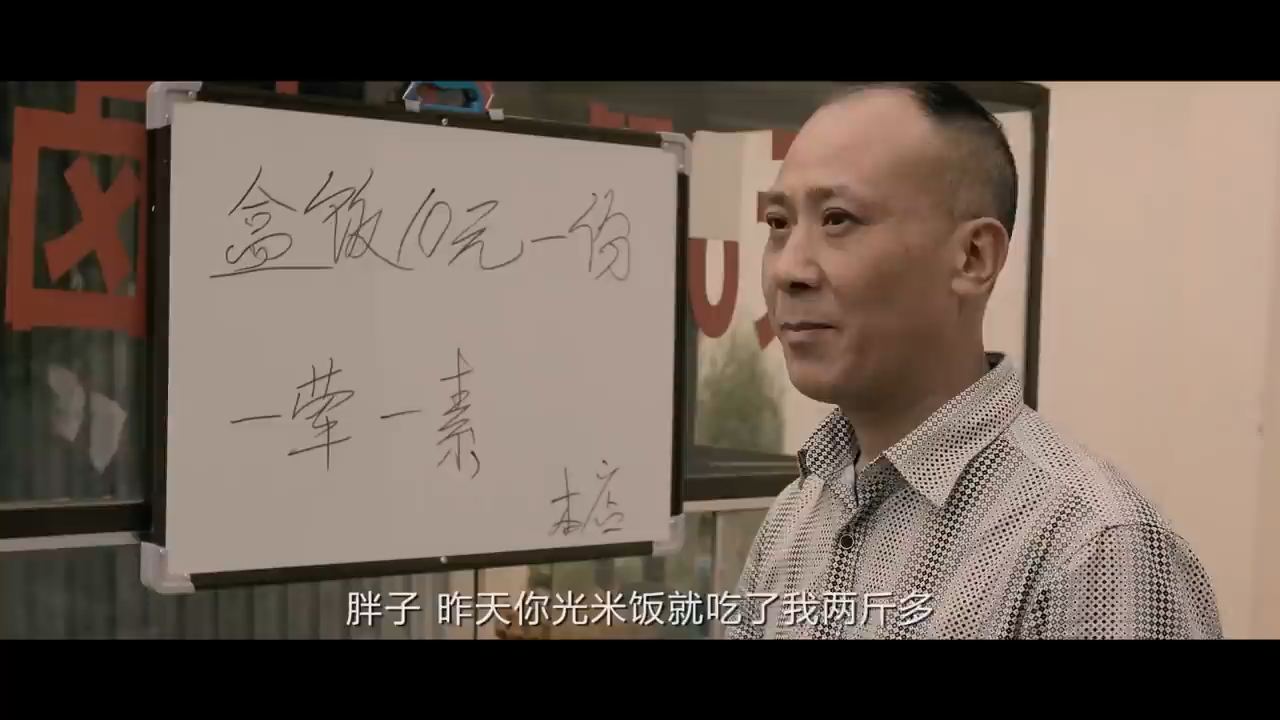 盒饭10元一份
一荤一素
本店
胖子 昨天你光米饭就吃了我两斤多